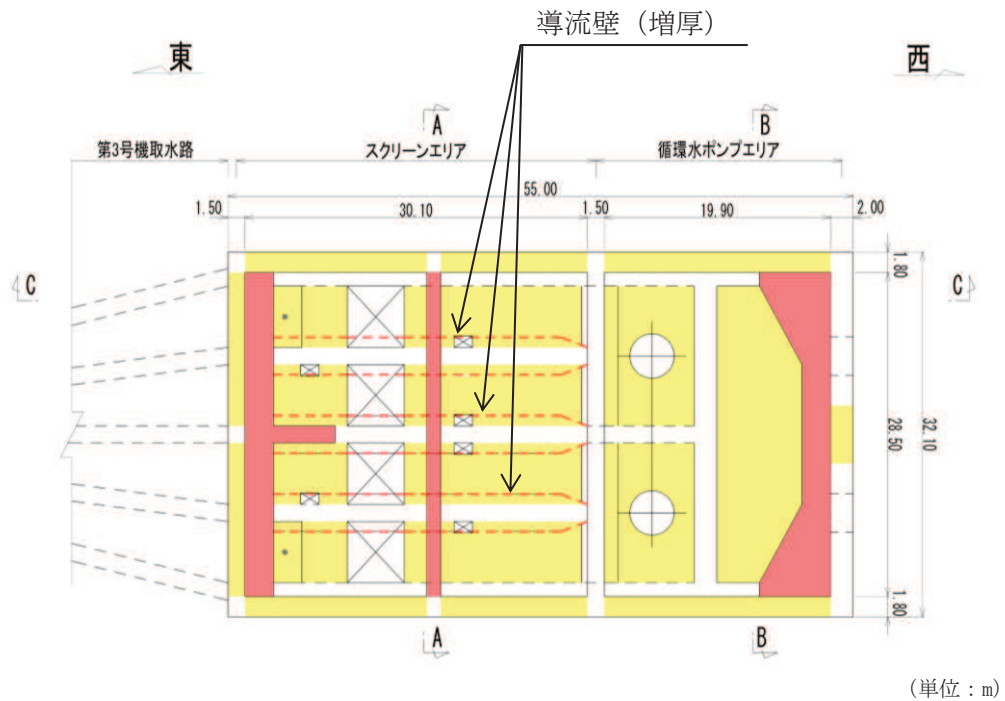 導流壁（増厚）
東
西
A
B
第3号機取水路
スクリーンエリア
循環水ポンプエリア
55.00
1.50
30.10
1.50
19.90
2.00
1.80
C
C
28.50
32.10
1.80
A
B
(単位：m)